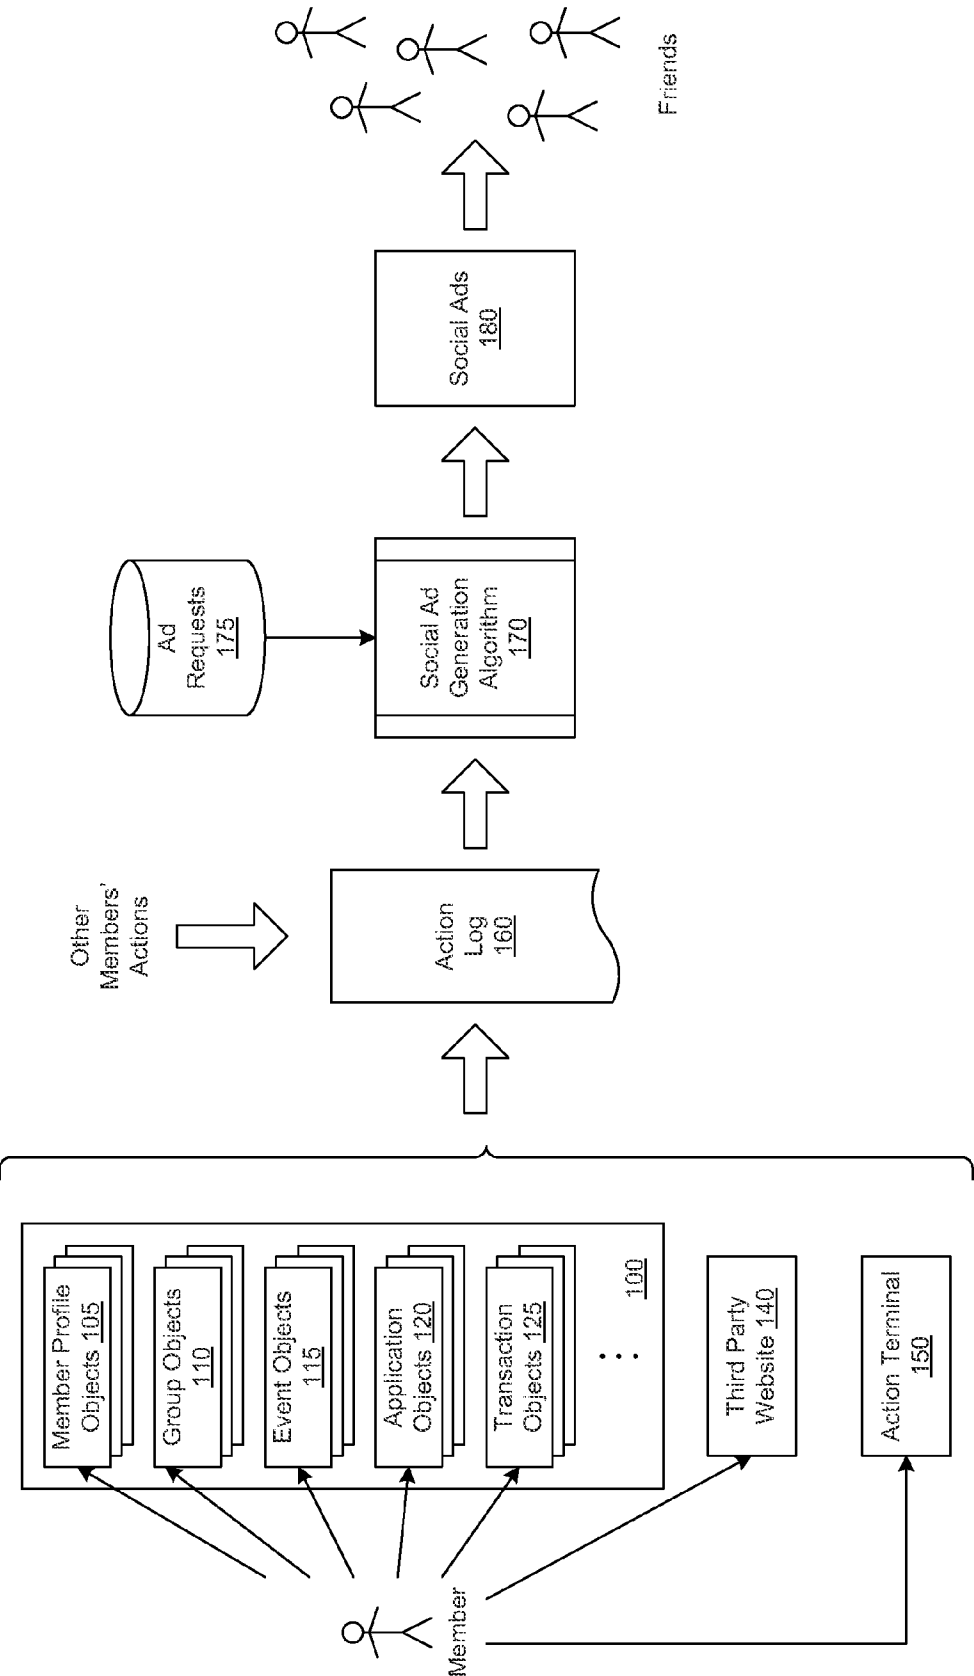 Member
Member Profile
Objects 105
Group Objects
110
Event Objects
115
Application
Objects 120
Transaction
Objects 125
...
100
Third Party
Website 140
Action Terminal
150
Other
Members'
Actions
Action
Log
160
Ad
Requests
175
Social Ad
Generation
Algorithm
170
Social Ads
180
Friends